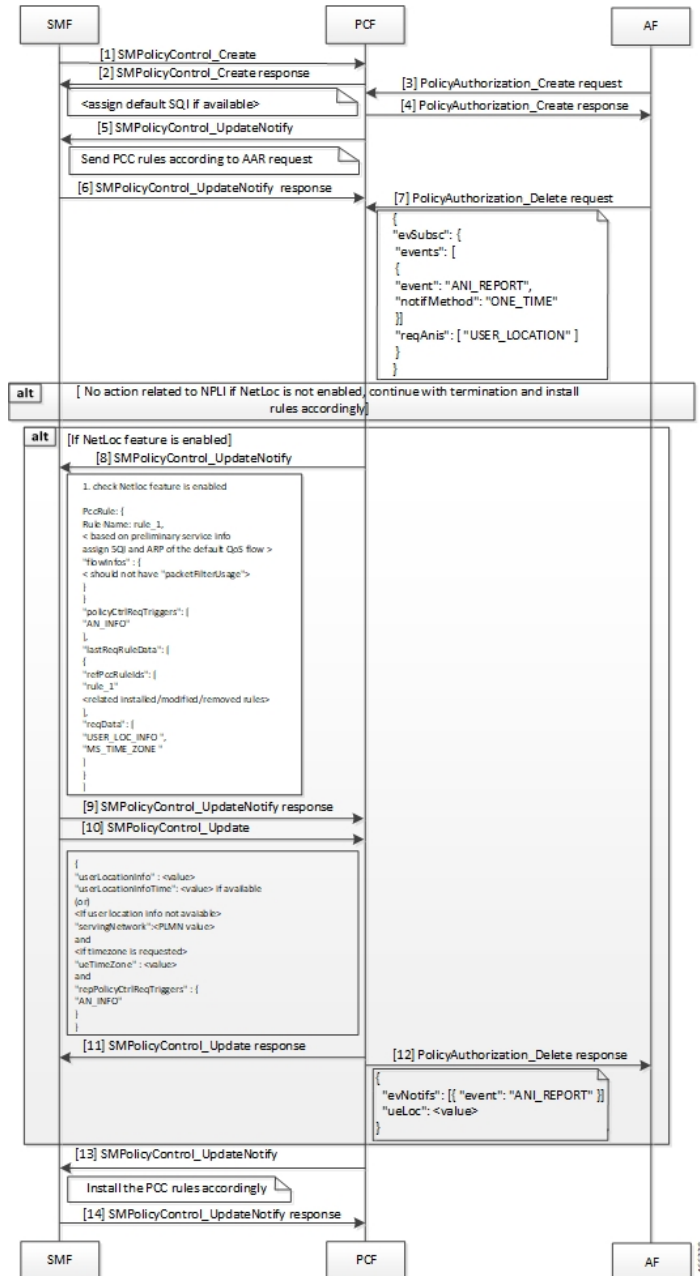 SMF
PCF
AF
[1] SMPolicyControl_Create
[2] SMPolicyControl_Create response
[3] PolicyAuthorization_Create request
<assign default 5QI if available>
[4] PolicyAuthorization_Create response
[5] SMPolicyControl_UpdateNotify
Send PCC rules according to AAR request
[6] SMPolicyControl_UpdateNotify response
[7] PolicyAuthorization_Delete request
{
"evSubsc": {
"events": [
{
"event": "ANI_REPORT",
"notifMethod": "ONE_TIME"
}]
"reqAnis": [ "USER_LOCATION" ]
}
}
alt
[ No action related to NPLI if NetLoc is not enabled, continue with termination and install
rules accordingly]
alt
[If NetLoc feature is enabled]
[8] SMPolicyControl_UpdateNotify
1. check Netloc feature is enabled
PccRule: {
Rule Name: rule_1,
< based on preliminary service info
assign 5QI and ARP of the default QoS flow >
"flowInfos" : {
< should not have "packetFilterUsage">
}
}
"policyCtrlReqTriggers": [
"AN_INFO"
],
"lastReqRuleData": [
{
"refPccRuleIds": [
"rule_1"
<related installed/modified/removed rules>
],
"reqData": [
"USER_LOC_INFO ",
"MS_TIME_ZONE "
]
}
]
[9] SMPolicyControl_UpdateNotify response
[10] SMPolicyControl_Update
{
"userLocationInfo" : <value>
"userLocationInfoTime": <value> if available
(or)
<if user location info not available>
"servingNetwork":<PLMN value>
and
<if timezone is requested>
"ueTimeZone" : <value>
and
"repPolicyCtrlReqTriggers" : {
"AN_INFO"
}
}
[11] SMPolicyControl_Update response
[12] PolicyAuthorization_Delete response
{
"evNotifs": [{ "event": "ANI_REPORT" }]
"ueLoc": <value>
}
[13] SMPolicyControl_UpdateNotify
Install the PCC rules accordingly
[14] SMPolicyControl_UpdateNotify response
SMF
PCF
AF